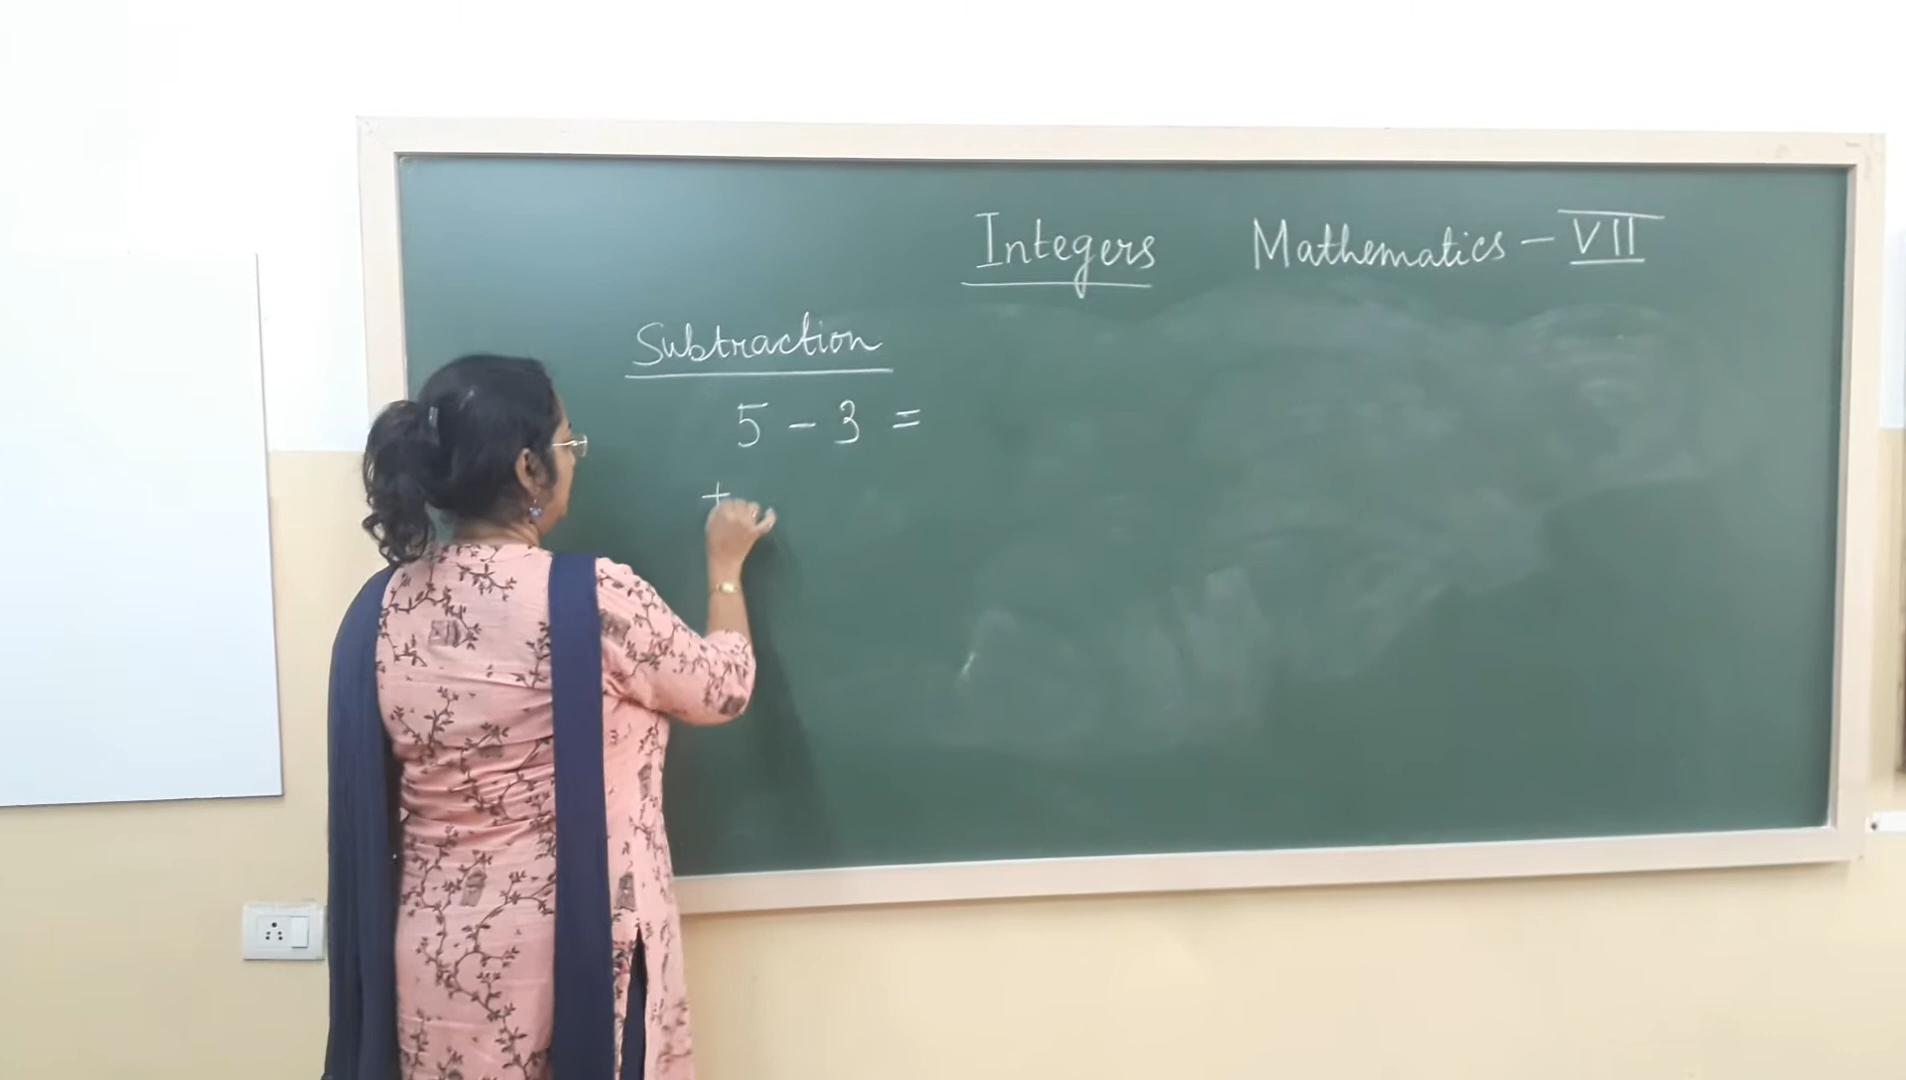 Integers Mathematics - VII
Subtraction
5 - 3 =
+